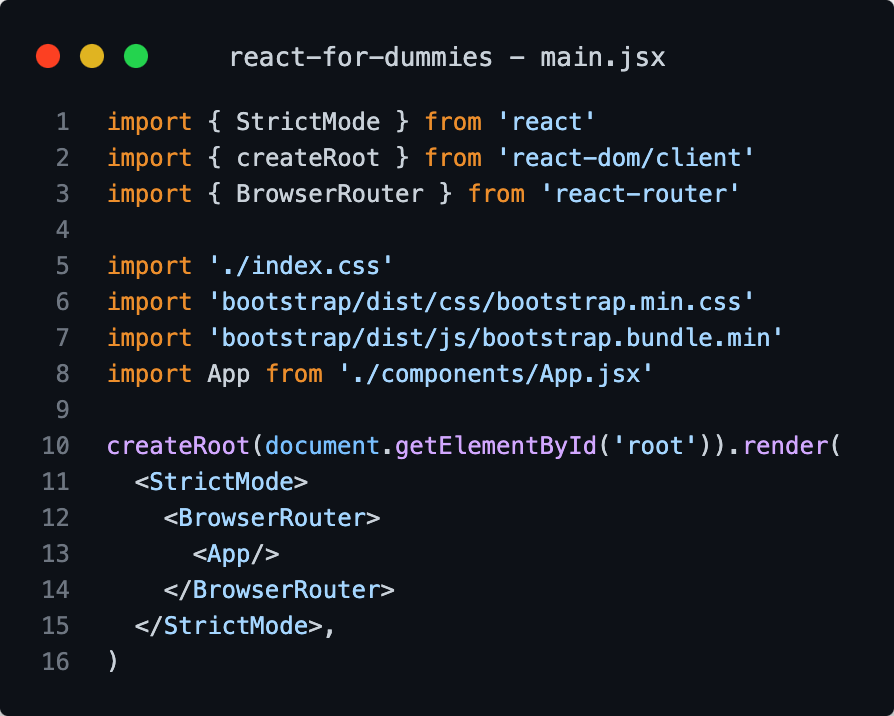 react-for-dummies - main.jsx
1 import { StrictMode } from 'react'
2 import { createRoot } from 'react-dom/client'
3 import { BrowserRouter } from 'react-router'
4
5 import './index.css'
6 import 'bootstrap/dist/css/bootstrap.min.css'
7 import 'bootstrap/dist/js/bootstrap.bundle.min'
8 import App from './components/App.jsx'
9
10 createRoot(document.getElementById('root')).render(
11   <StrictMode>
12     <BrowserRouter>
13       <App/>
14     </BrowserRouter>
15   </StrictMode>,
16 )